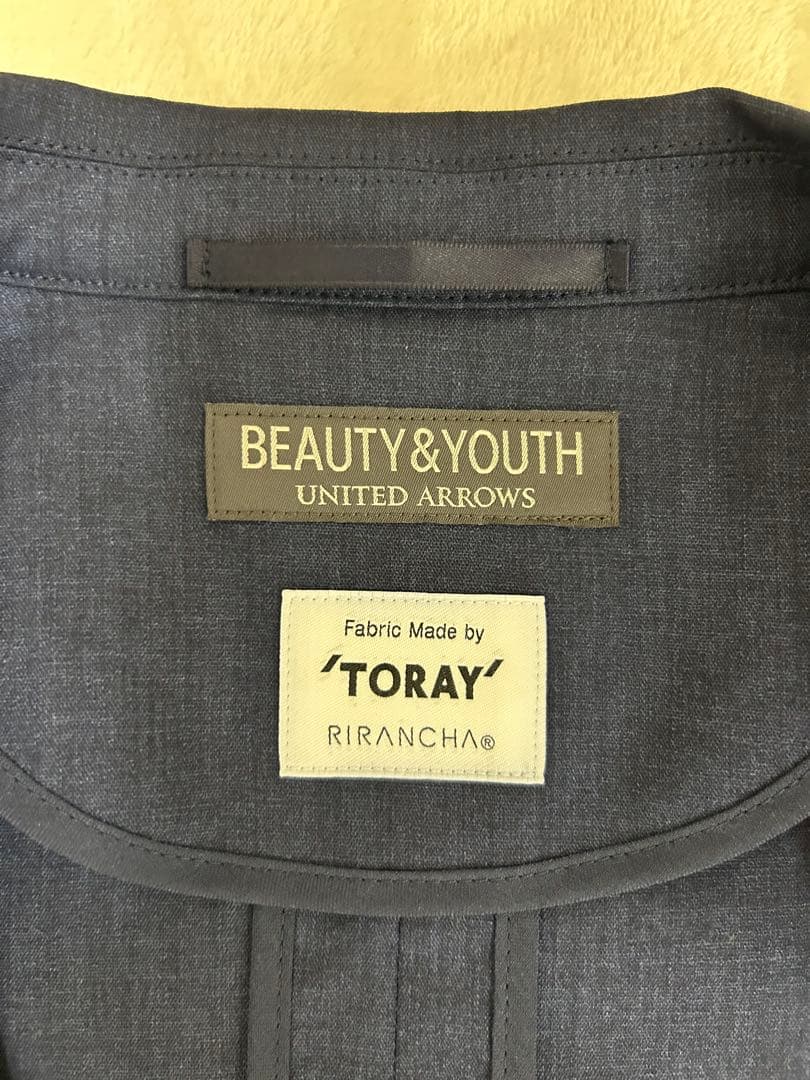 BEAUTY&YOUTH
UNITED ARROWS
Fabric Made by
'TORAY'
RIRANCHA®